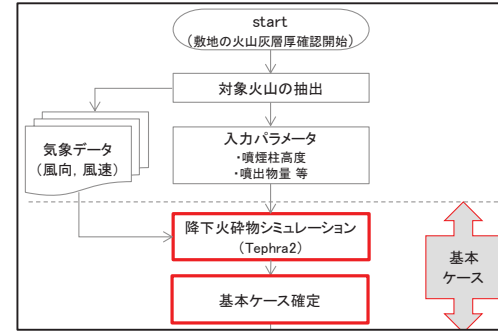 start
(敷地の火山灰層厚確認開始)
対象火山の抽出
気象データ
(風向, 風速)
入力パラメータ
・噴煙柱高度
・噴出物量 等
降下火砕物シミュレーション
(Tephra2)
基本ケース確定
基本
ケース